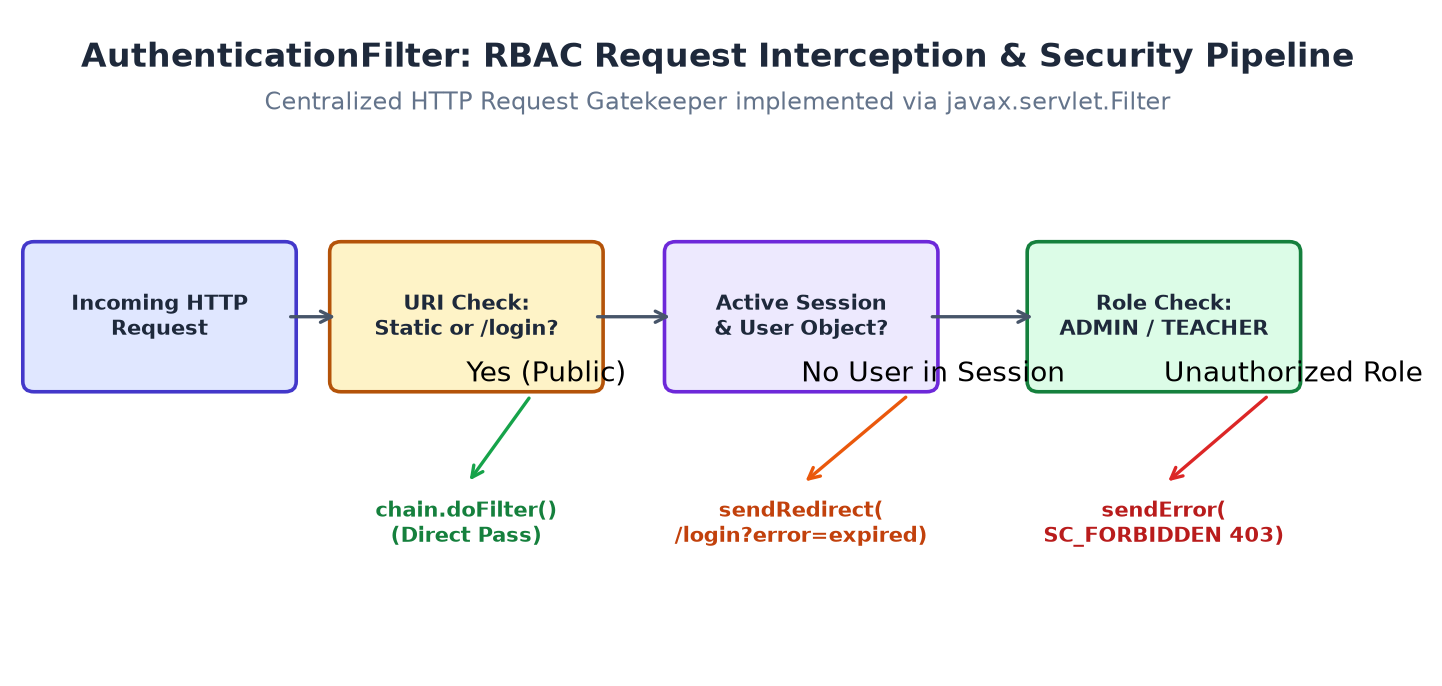 AuthenticationFilter: RBAC Request Interception & Security Pipeline
Centralized HTTP Request Gatekeeper implemented via javax.servlet.Filter
Incoming HTTP
Request
URI Check:
Static or /login?
Active Session
& User Object?
Role Check:
ADMIN / TEACHER
Yes (Public)
No User in Session
Unauthorized Role
chain.doFilter()
(Direct Pass)
sendRedirect(
/login?error=expired)
sendError(
SC_FORBIDDEN 403)